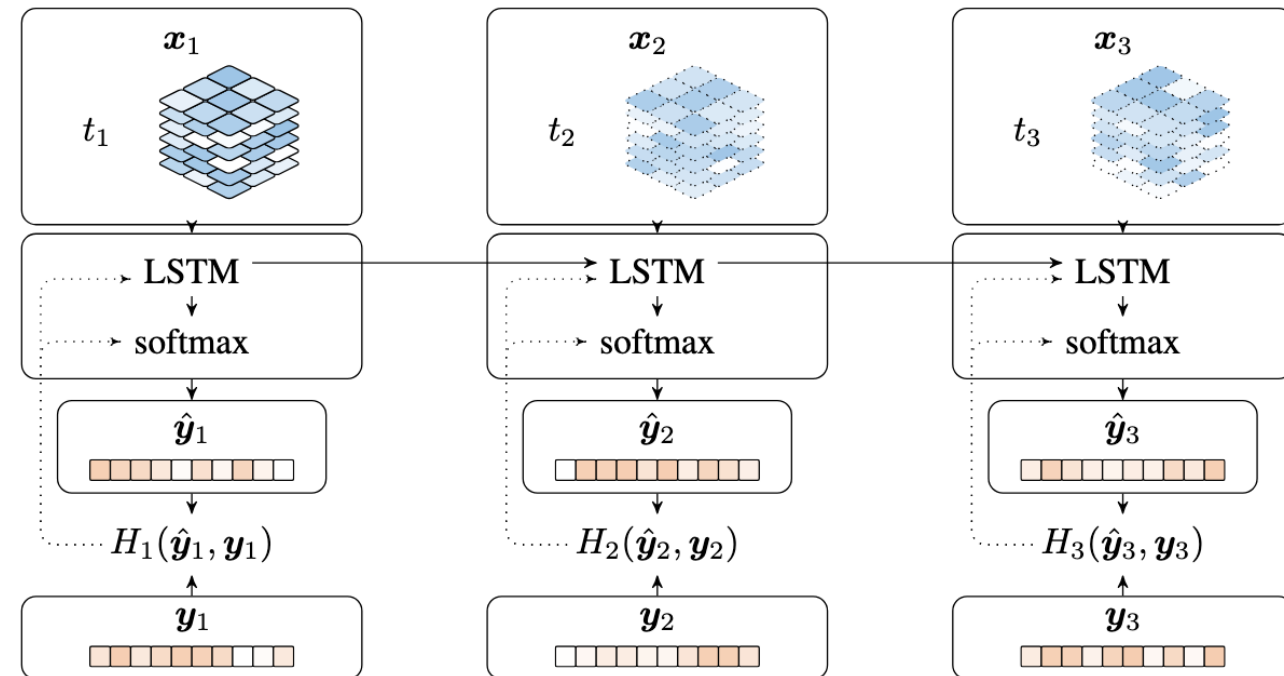 x₁ x₂ x₃
t₁ t₂ t₃
LSTM LSTM LSTM
softmax softmax softmax
ŷ₁ ŷ₂ ŷ₃
H₁(ŷ₁, y₁) H₂(ŷ₂, y₂) H₃(ŷ₃, y₃)
y₁ y₂ y₃